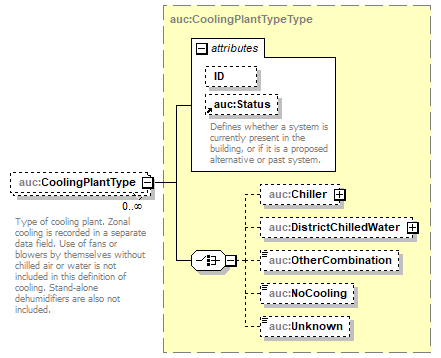 auc:CoolingPlantTypeType
attributes
ID
auc:Status
Defines whether a system is
currently present in the
building, or if it is a proposed
alternative or past system.
auc:CoolingPlantType
0..∞
Type of cooling plant. Zonal
cooling is recorded in a separate
data field. Use of fans or
blowers by themselves without
chilled air or water is not
included in this definition of
cooling. Stand-alone
dehumidifiers are also not
included.
auc:Chiller
auc:DistrictChilledWater
auc:OtherCombination
auc:NoCooling
auc:Unknown